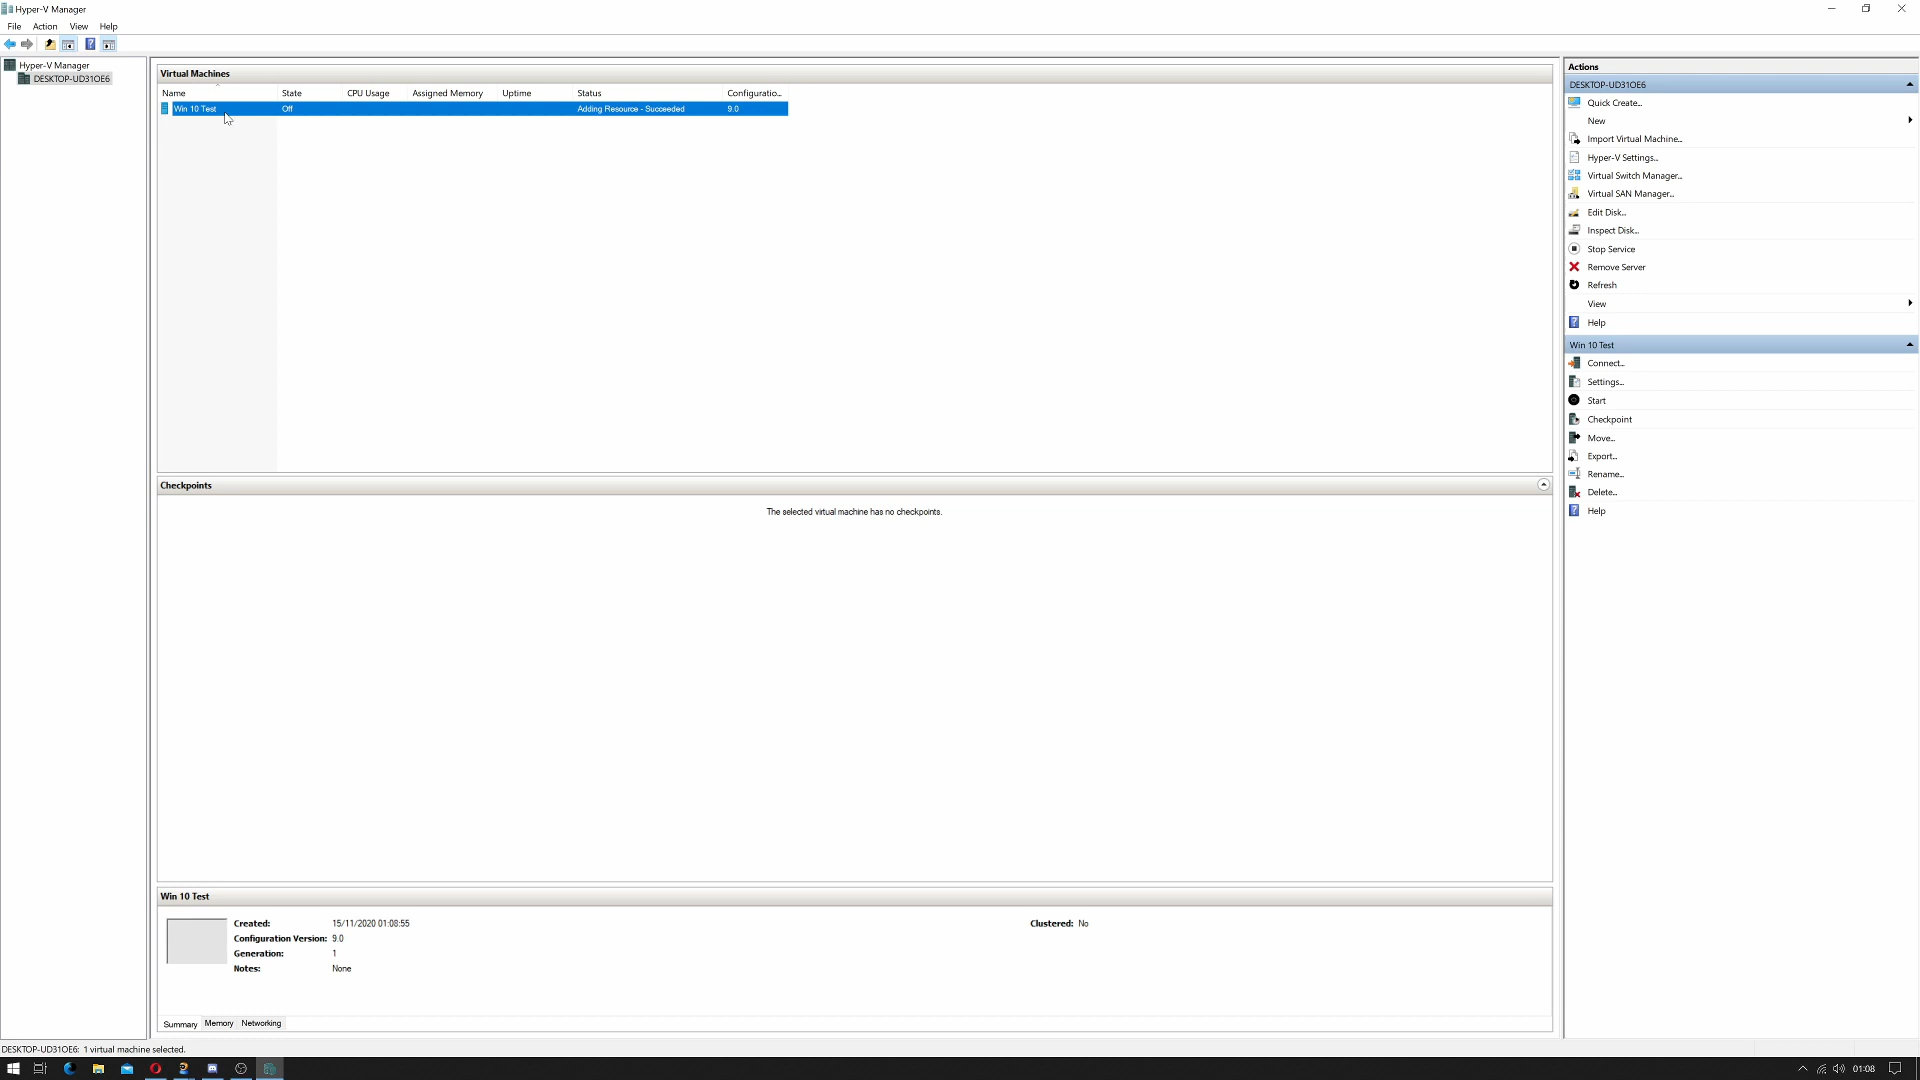 Hyper-V Manager
File Action View Help
Hyper-V Manager
DESKTOP-UD31OE6
Virtual Machines
Name State CPU Usage Assigned Memory Uptime Status Configuratio...
Win 10 Test Off Adding Resource - Succeeded 9.0
Checkpoints
The selected virtual machine has no checkpoints.
Win 10 Test
Created: 15/11/2020 01:08:55 Clustered: No
Configuration Version: 9.0
Generation: 1
Notes: None
Summary Memory Networking
Actions
DESKTOP-UD31OE6
Quick Create...
New
Import Virtual Machine...
Hyper-V Settings...
Virtual Switch Manager...
Virtual SAN Manager...
Edit Disk...
Inspect Disk...
Stop Service
Remove Server
Refresh
View
Help
Win 10 Test
Connect...
Settings...
Start
Checkpoint
Move...
Export...
Rename...
Delete...
Help
DESKTOP-UD31OE6: 1 virtual machine selected.
01:08